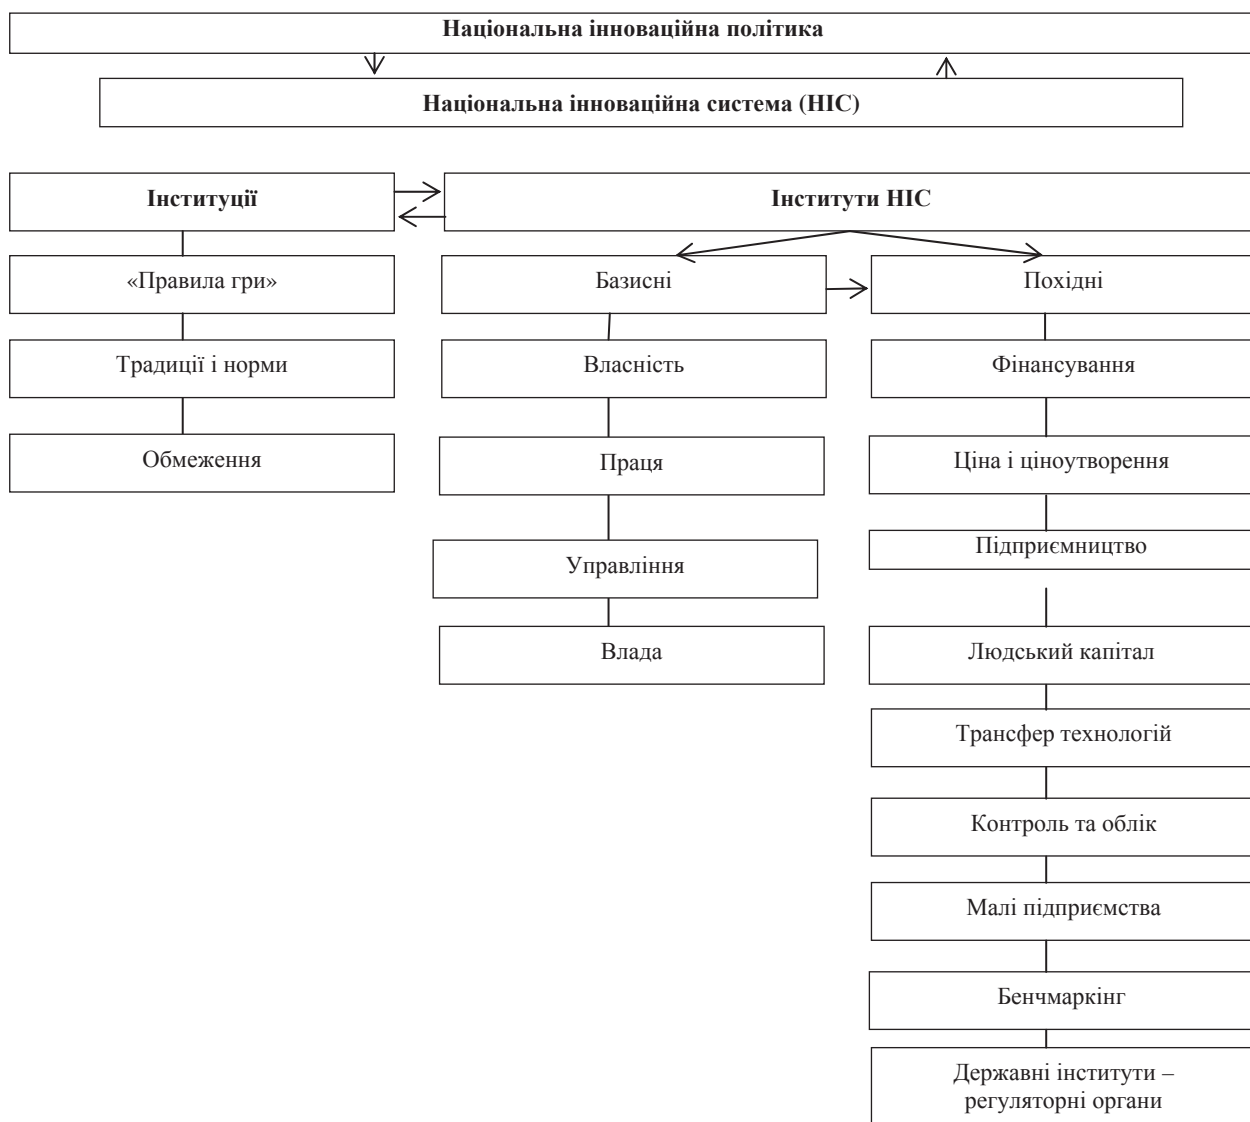 Національна інноваційна політика
Національна інноваційна система (НІС)
Інституції
Інститути НІС
«Правила гри»
Базисні
Похідні
Традиції і норми
Власність
Фінансування
Обмеження
Праця
Ціна і ціноутворення
Управління
Підприємництво
Влада
Людський капітал
Трансфер технологій
Контроль та облік
Малі підприємства
Бенчмаркінг
Державні інститути –
регуляторні органи